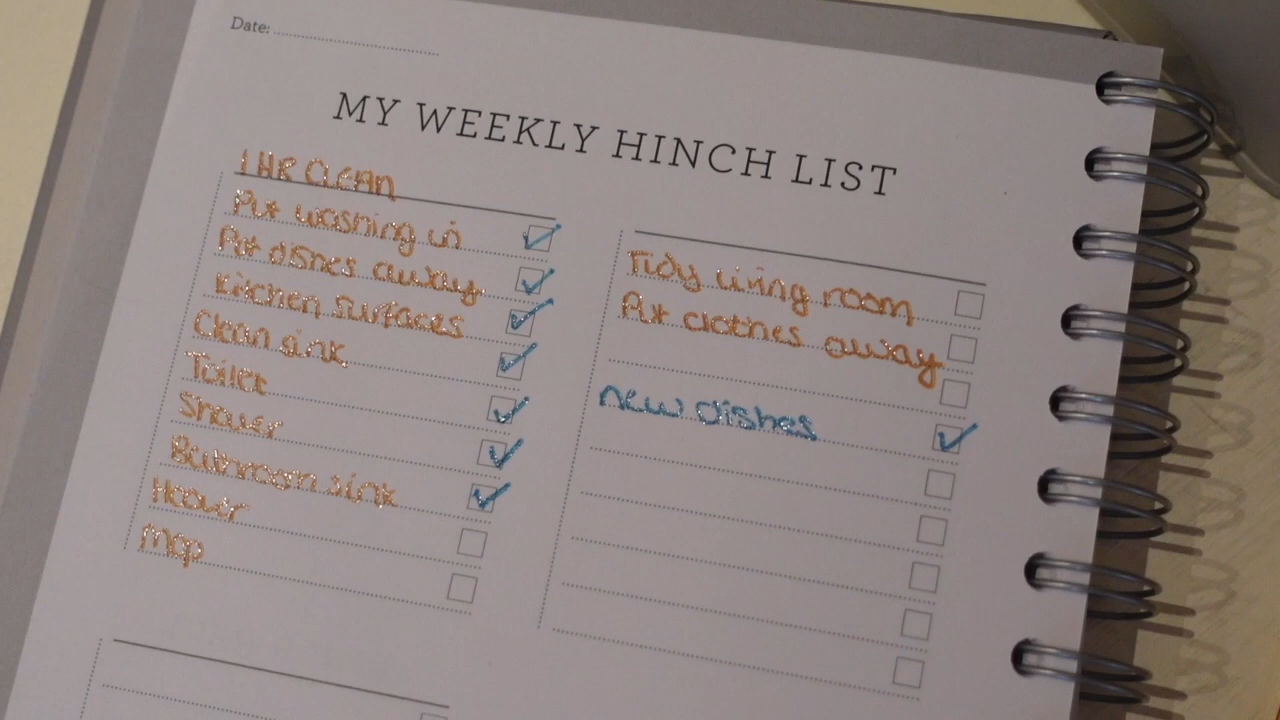 Date:
MY WEEKLY HINCH LIST
1 HR CLEAN
Put washing in
Put dishes away
Kitchen surfaces
Clean sink
Toilet
Shower
Bathroom sink
Hoover
Mop
Tidy living room
Put clothes away
new dishes